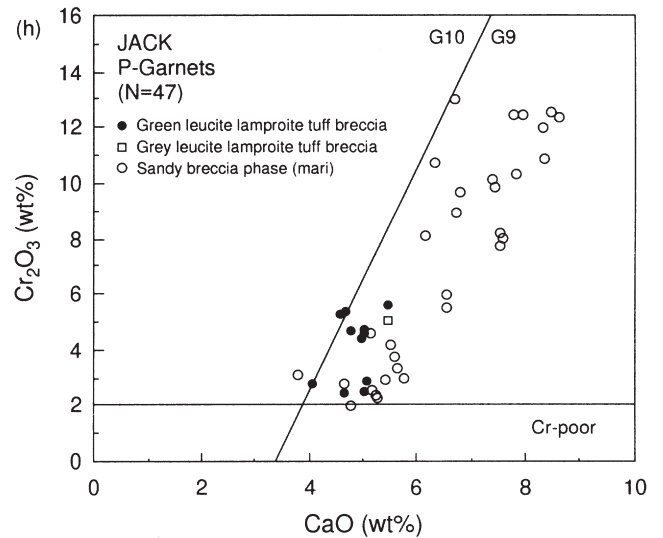 (h)
JACK
P-Garnets
(N=47)
● Green leucite lamproite tuff breccia
□ Grey leucite lamproite tuff breccia
○ Sandy breccia phase (mari)
G10 G9
Cr-poor
Cr₂O₃ (wt%)
16
14
12
10
8
6
4
2
0
0 2 4 6 8 10
CaO (wt%)